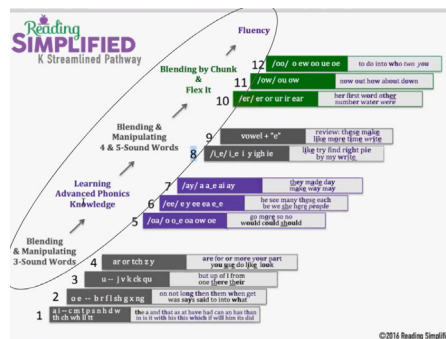 Reading
SIMPLIFIED
K Streamlined Pathway
Fluency
Blending by Chunk
&
Flex It
Blending &
Manipulating
4 & 5-Sound Words
Learning
Advanced Phonics
Knowledge
Blending
& Manipulating
3-Sound Words
12 /oo/ o ew oo ue oe to do into who two you
11 /ow/ ou ow now out how about down
10 /er/ er or ur ir ear her first word other
number water were
9 vowel + "e" review: these make
like more time write
8 /i_e/ i_e i y igh ie like try find right pie
by my write
7 /ay/ a a_e ai ay they made day
make way may
6 /ee/ e y ee ea e_e he see many these each
be we she here people
5 /oa/ o o_e oa ow oe go more so no
would could should
4 ar or tch z y are for or more your part
you use do like look
3 u -- j v k ck qu but up of I from
one there their
2 o e -- b r f l sh g x ng on not long then them when get
was says said to into what
1 a i -- c m t p s n h d w
th ch wh ll tt
the a and that as at have had can an has than
in is it with his this which if will him its did
©2016 Reading Simplified